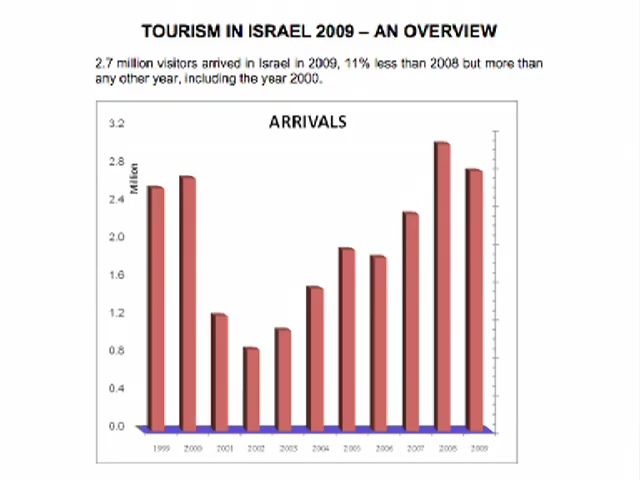 TOURISM IN ISRAEL 2009 – AN OVERVIEW
2.7 million visitors arrived in Israel in 2009, 11% less than 2008 but more than
any other year, including the year 2000.
ARRIVALS
Million
3.2
2.8
2.4
2.0
1.6
1.2
0.8
0.4
0.0
1999 2000 2001 2002 2003 2004 2005 2006 2007 2008 2009